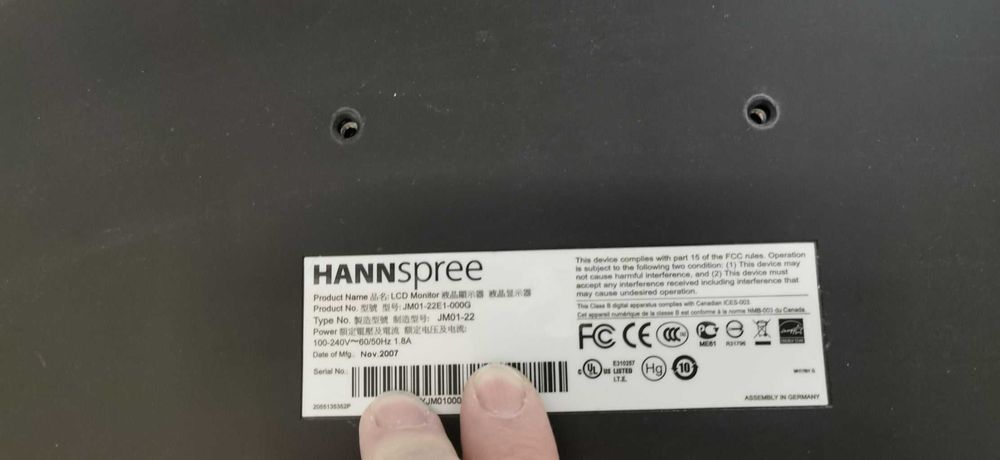 HANNspree
Product Name 品名: LCD Monitor 液晶顯示器 液晶显示器
Product No. 型號 型号: JM01-22E1-000G
Type No. 製造型號 制造型号: JM01-22
Power 額定電壓及電流 额定电压及电流:
100-240V~60/50Hz 1.8A
Date of Mfg. Nov.2007
Serial No.:
2055135352P
This device complies with part 15 of the FCC rules. Operation
is subject to the following two condition: (1) This device may
not cause harmful interference, and (2) This device must
accept any interference received including interference that
may cause undesired operation.
This Class B digital apparatus complies with Canadian ICES-003.
Cet appareil numérique de la classe B est conforme à la norme NMB-003 du Canada.
FC CE CCC
ME61
R31796
c UL US LISTED
E310257
I.T.E.
Hg
10
ASSEMBLY IN GERMANY